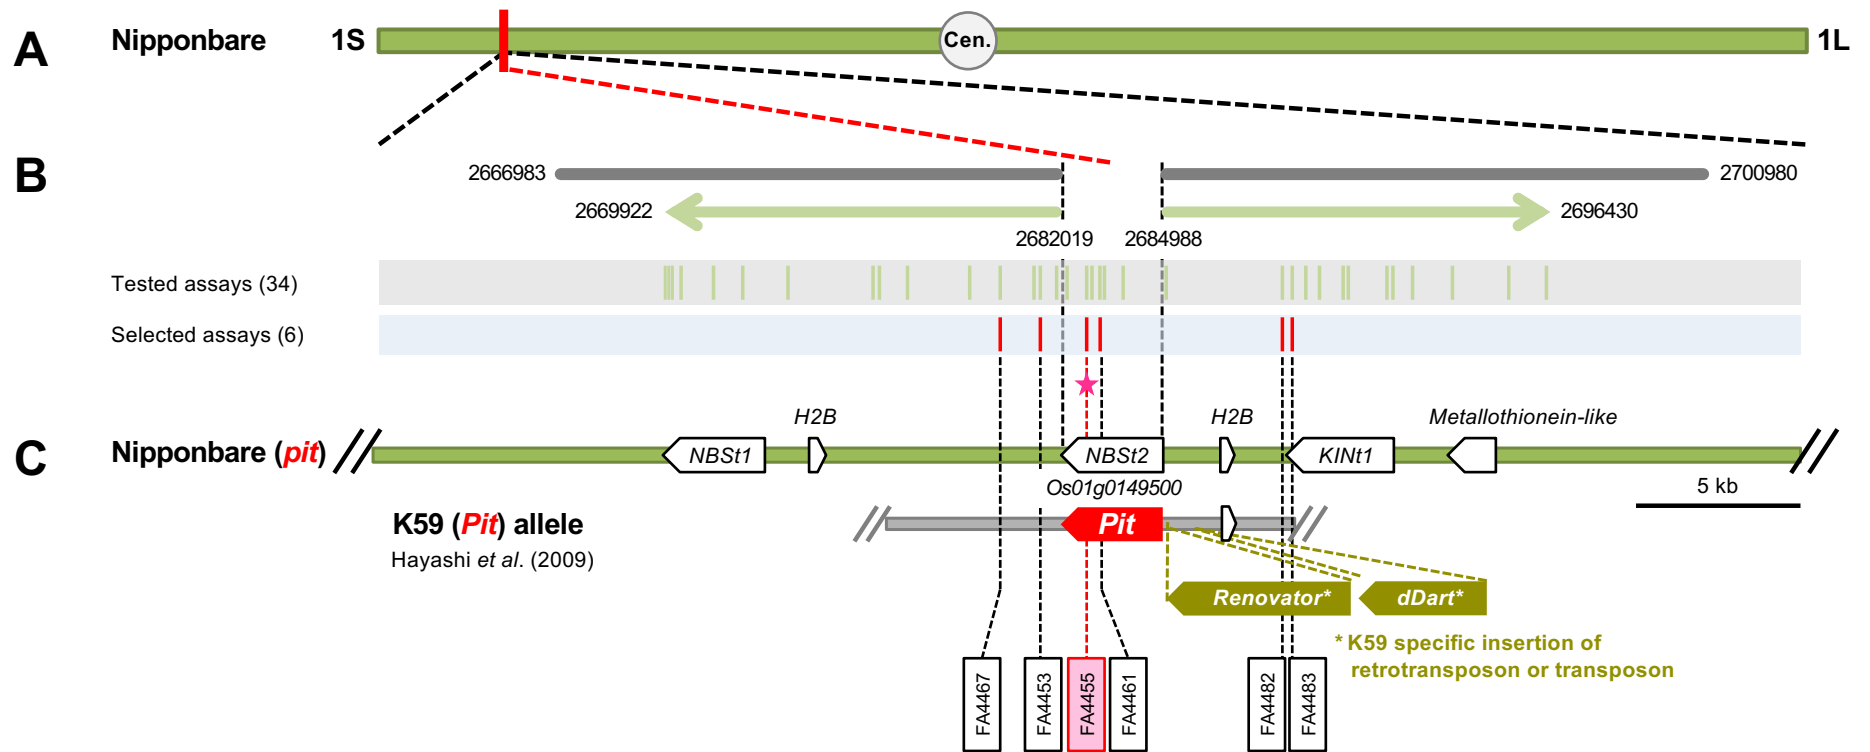 A
Nipponbare
1S
Cen.
1L
B
2666983
2700980
2669922
2696430
2682019
2684988
Tested assays (34)
Selected assays (6)
C
Nipponbare (pit)
H2B
H2B
Metallothionein-like
NBSt1
NBSt2
KINt1
Os01g0149500
5 kb
K59 (Pit) allele
Hayashi et al. (2009)
Pit
Renovator*
dDart*
* K59 specific insertion of
retrotransposon or transposon
FA4467
FA4453
FA4455
FA4461
FA4482
FA4483